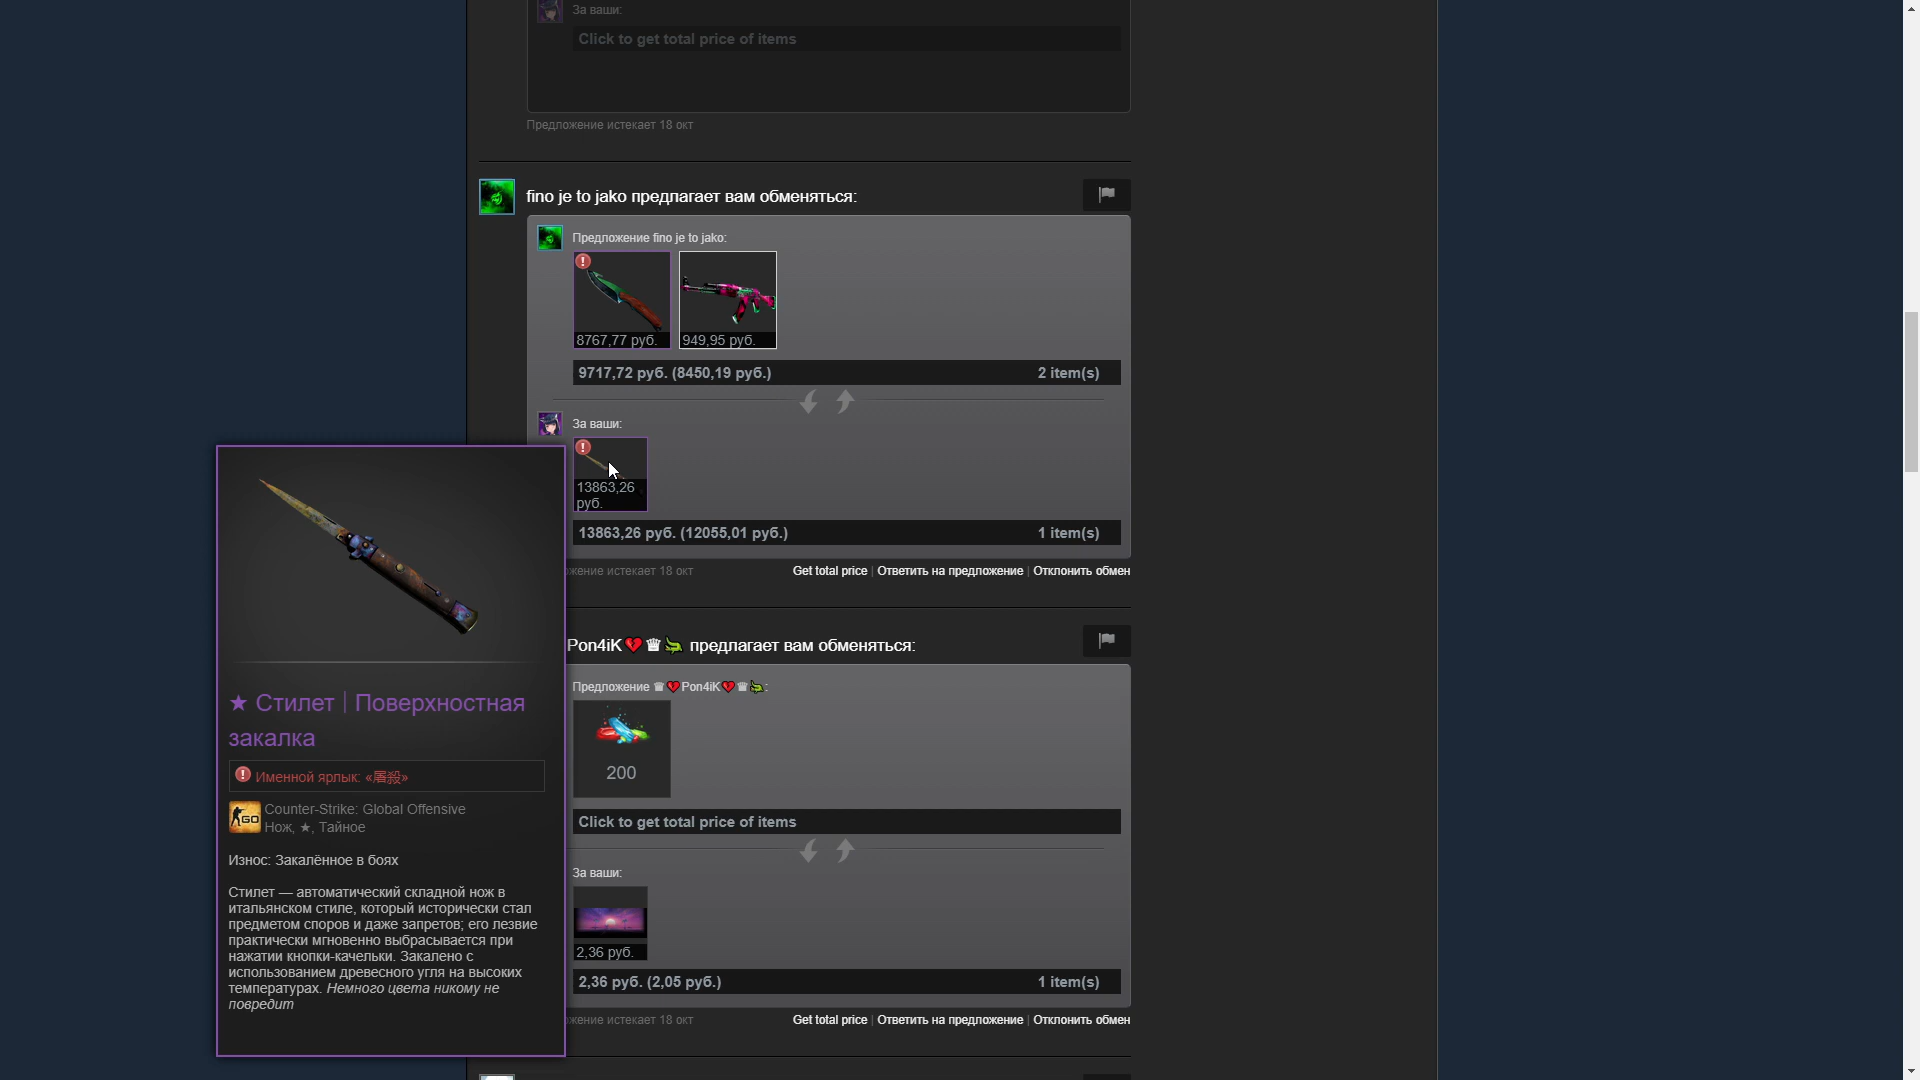 За ваши:
Click to get total price of items
Предложение истекает 18 окт
fino je to jako предлагает вам обменяться:
Предложение fino je to jako:
8767,77 руб.
949,95 руб.
9717,72 руб. (8450,19 руб.)
2 item(s)
За ваши:
13863,26
руб.
13863,26 руб. (12055,01 руб.)
1 item(s)
жение истекает 18 окт
Get total price | Ответить на предложение | Отклонить обмен
★ Стилет | Поверхностная
закалка
Именной ярлык: «屠殺»
GO
Counter-Strike: Global Offensive
Нож, ★, Тайное
Износ: Закалённое в боях
Стилет — автоматический складной нож в
итальянском стиле, который исторически стал
предметом споров и даже запретов; его лезвие
практически мгновенно выбрасывается при
нажатии кнопки-качельки. Закалено с
использованием древесного угля на высоких
температурах. Немного цвета никому не
повредит
Pon4iK💔♕🐊 предлагает вам обменяться:
Предложение ♕💔Pon4iK💔♕🐊:
200
Click to get total price of items
За ваши:
2,36 руб.
2,36 руб. (2,05 руб.)
1 item(s)
жение истекает 18 окт
Get total price | Ответить на предложение | Отклонить обмен